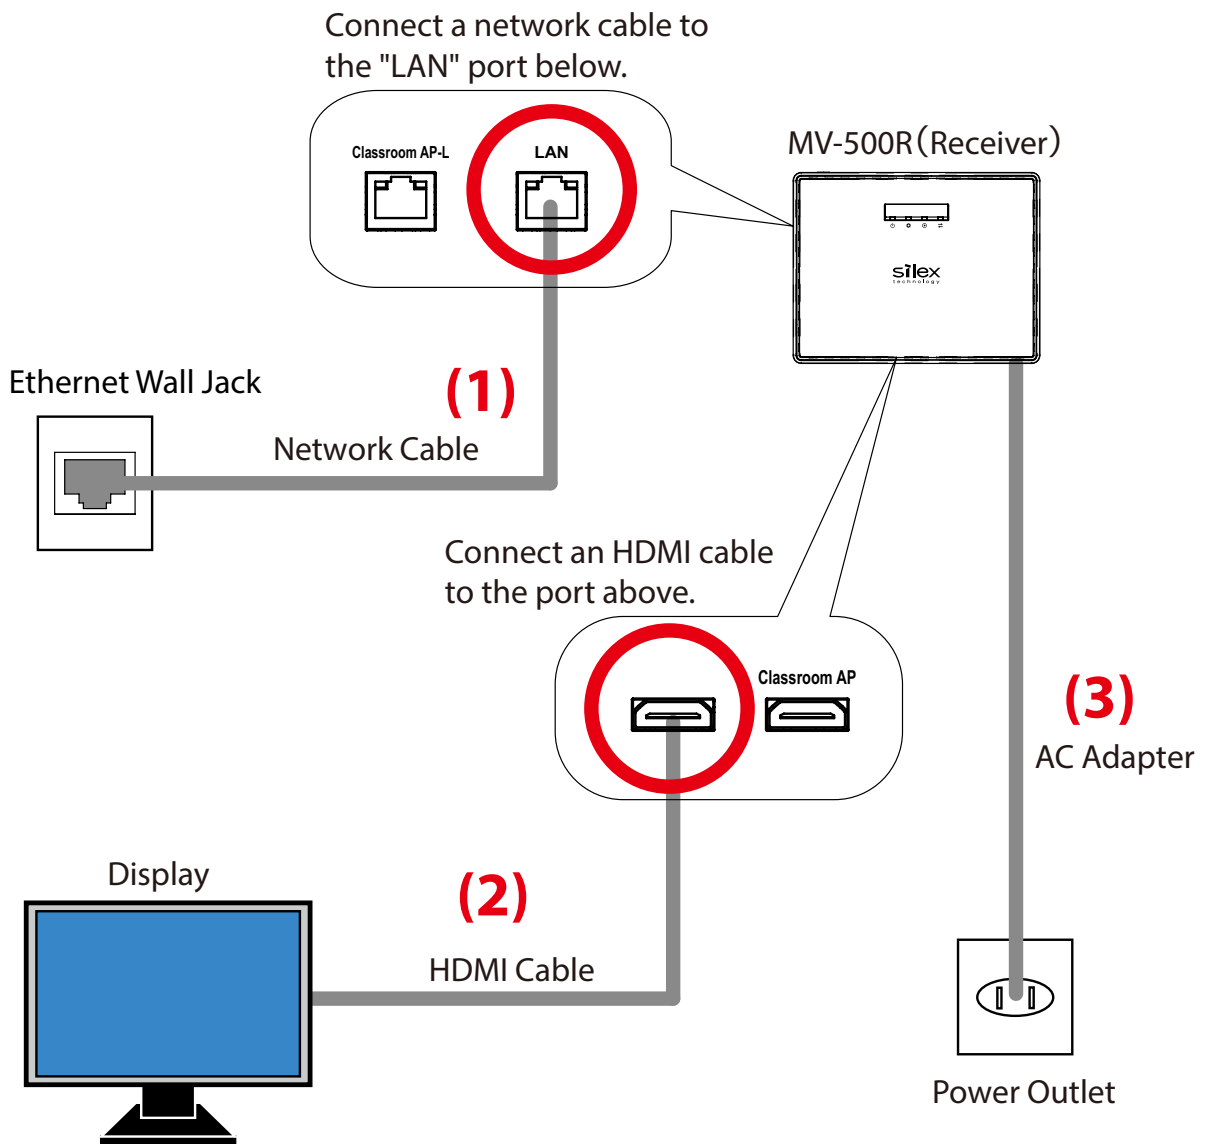 Connect a network cable to
the "LAN" port below.
Classroom AP-L
LAN
MV-500R(Receiver)
silex
technology
Ethernet Wall Jack
(1)
Network Cable
Connect an HDMI cable
to the port above.
Classroom AP
(3)
AC Adapter
Display
(2)
HDMI Cable
Power Outlet